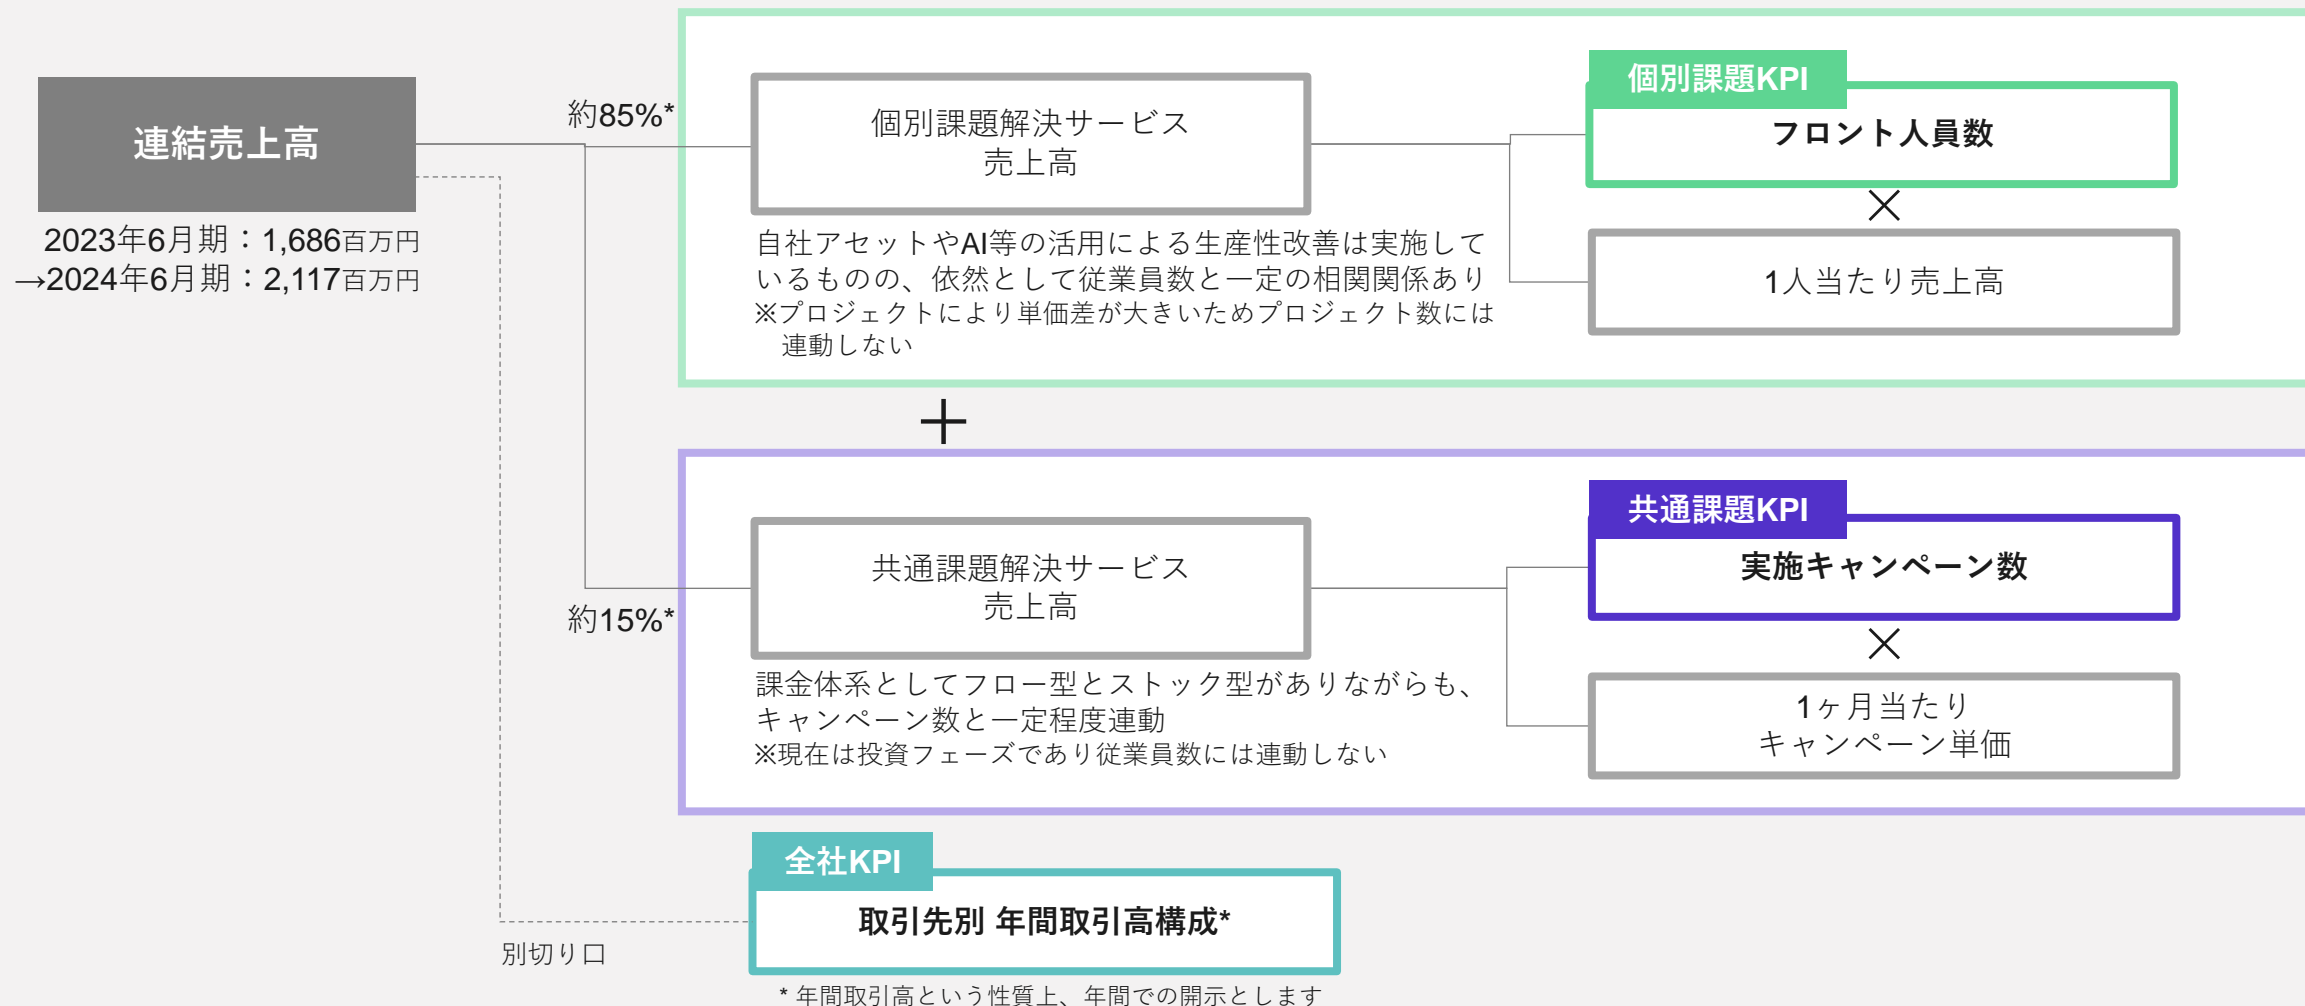 連結売上高
2023年6月期：1,686百万円
→2024年6月期：2,117百万円
約85%*
個別課題解決サービス
売上高
自社アセットやAI等の活用による生産性改善は実施して
いるものの、依然として従業員数と一定の相関関係あり
※プロジェクトにより単価差が大きいためプロジェクト数には
連動しない
個別課題KPI
フロント人員数
×
1人当たり売上高
＋
約15%*
共通課題解決サービス
売上高
課金体系としてフロー型とストック型がありながらも、
キャンペーン数と一定程度連動
※現在は投資フェーズであり従業員数には連動しない
共通課題KPI
実施キャンペーン数
×
1ヶ月当たり
キャンペーン単価
別切り口
全社KPI
取引先別 年間取引高構成*
* 年間取引高という性質上、年間での開示とします